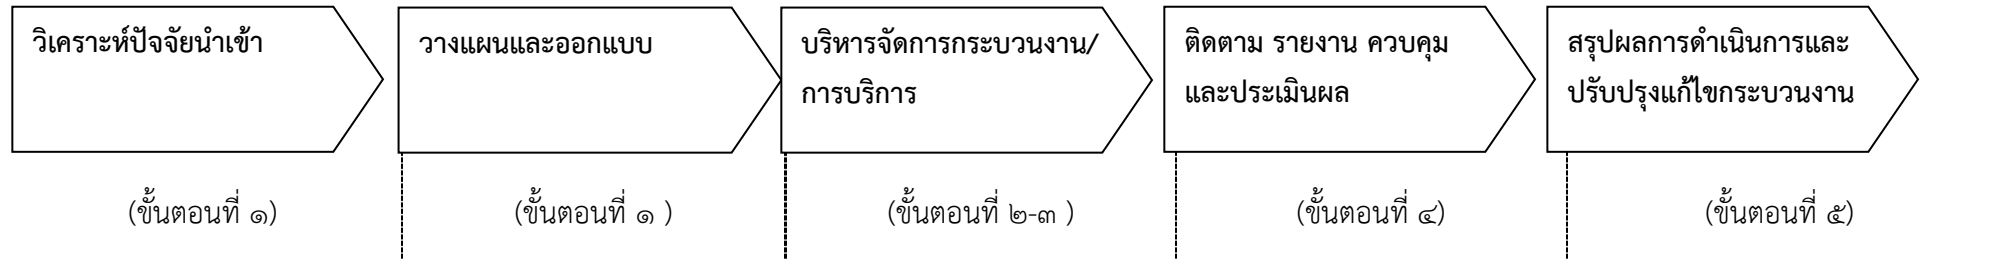 วิเคราะห์ปัจจัยนำเข้า
วางแผนและออกแบบ
บริหารจัดการกระบวนงาน/
การบริการ
ติดตาม รายงาน ควบคุม
และประเมินผล
สรุปผลการดำเนินการและ
ปรับปรุงแก้ไขกระบวนงาน
(ขั้นตอนที่ ๑)
(ขั้นตอนที่ ๑ )
(ขั้นตอนที่ ๒-๓ )
(ขั้นตอนที่ ๔)
(ขั้นตอนที่ ๕)